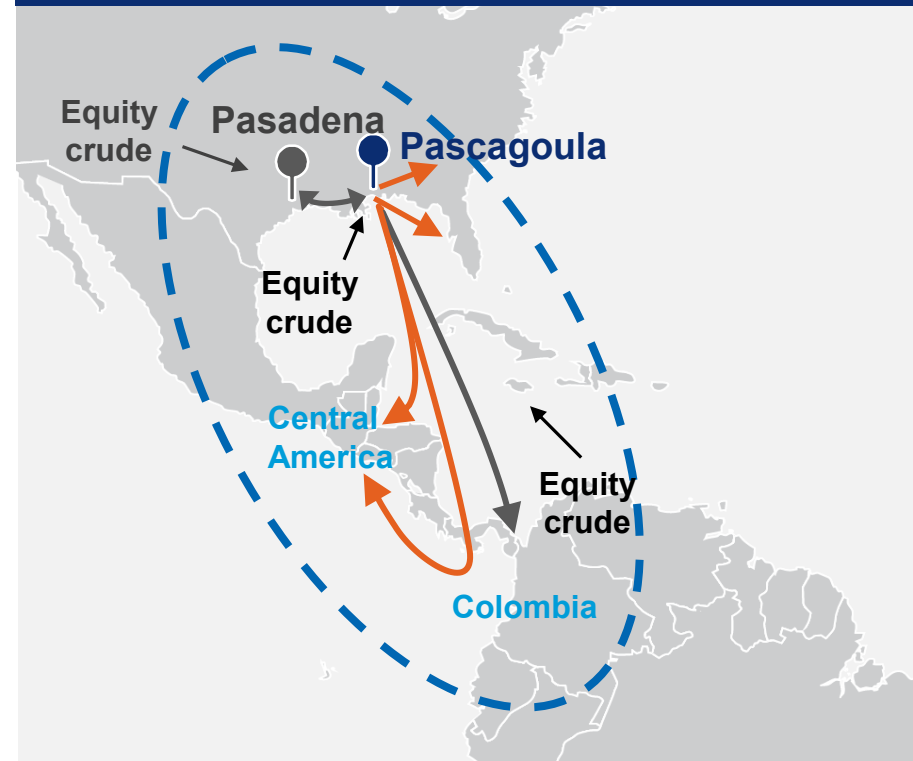 Equity
crude
Pasadena
Pascagoula
Equity
crude
Central
America
Equity
crude
Colombia